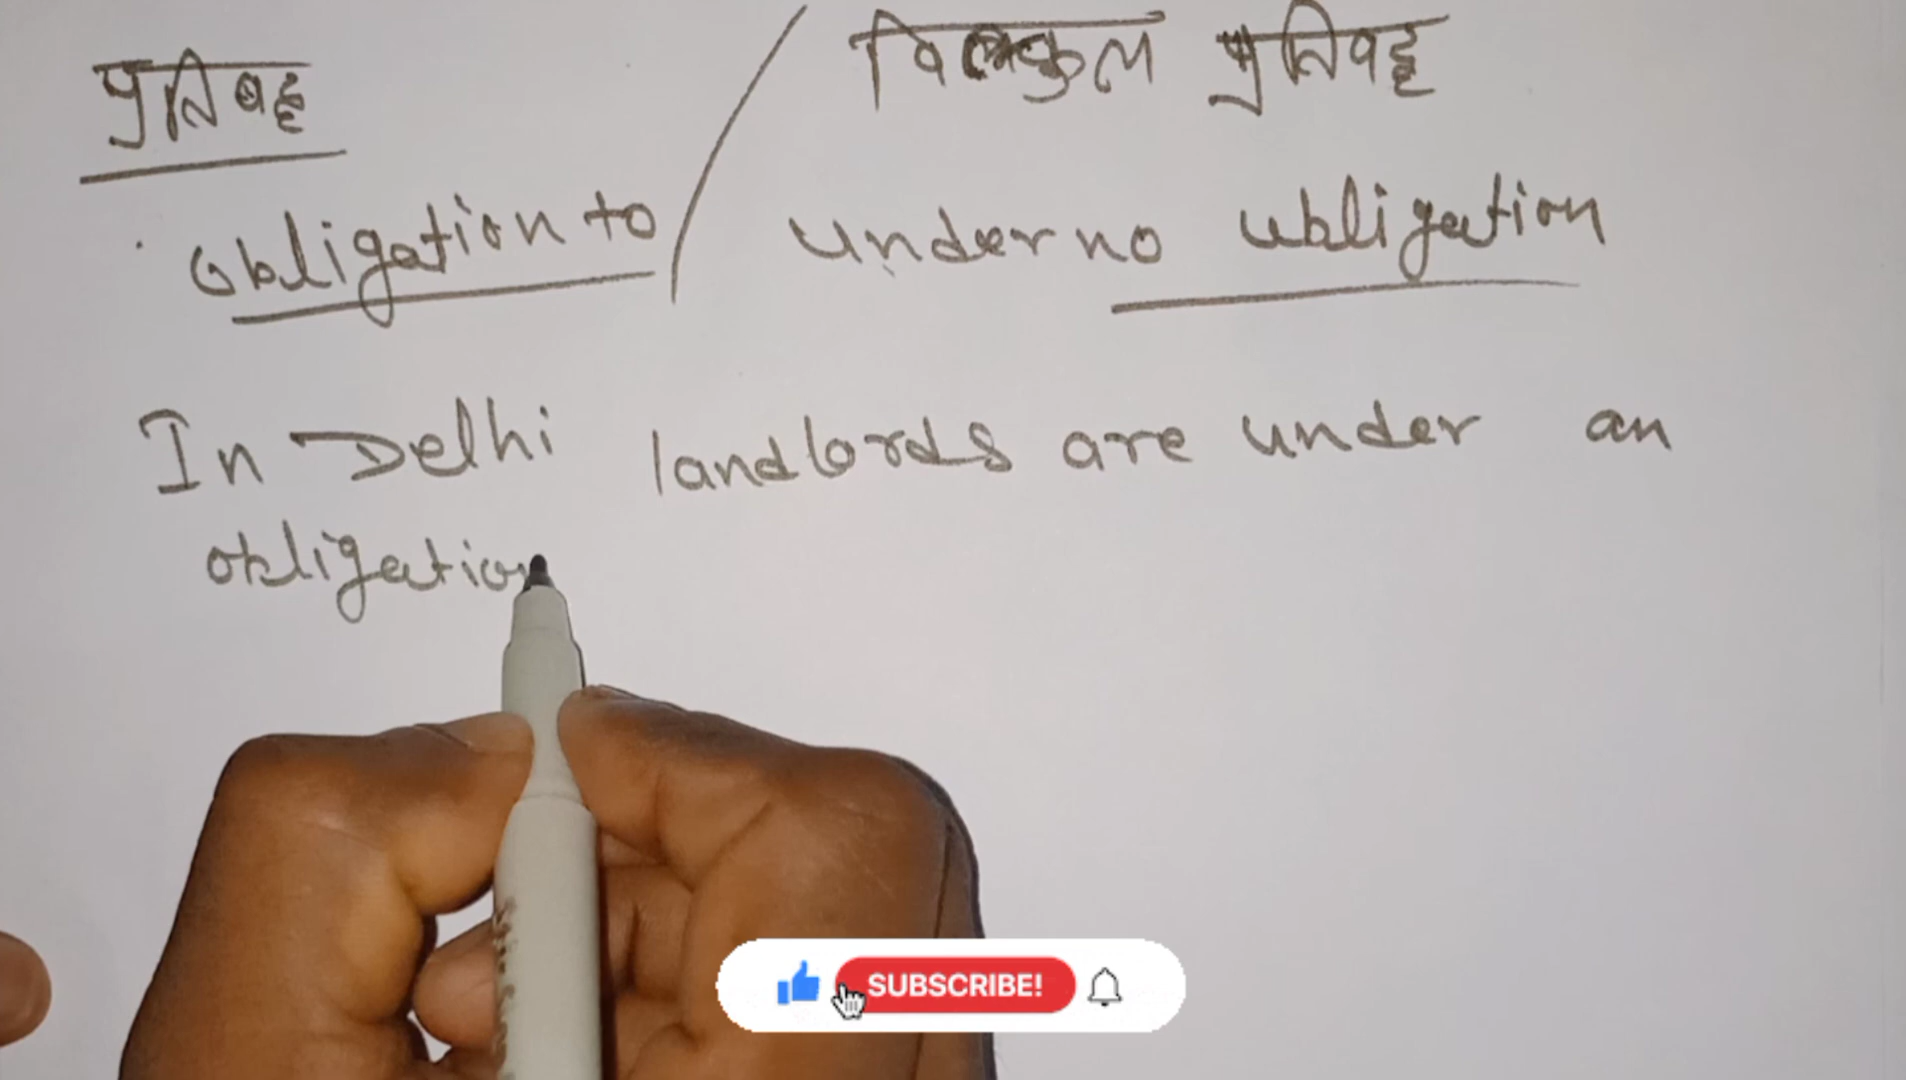 प्रतिबद्ध / बिल्कुल प्रतिबद्ध
obligation to / under no obligation
In Delhi landlords are under an
obligation
SUBSCRIBE!